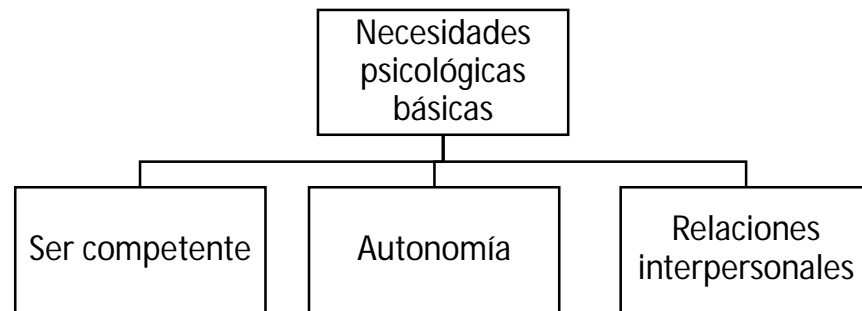 Necesidades
psicológicas
básicas
Ser competente
Autonomía
Relaciones
interpersonales